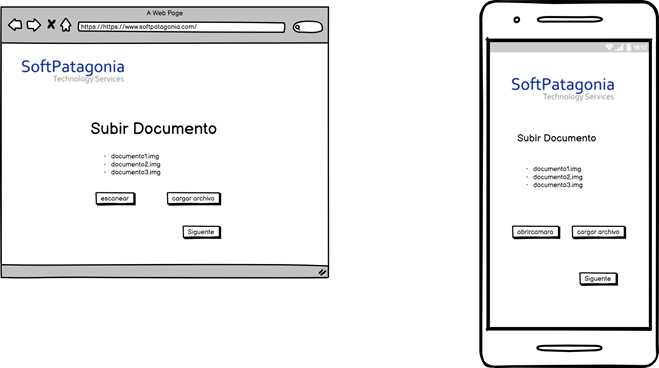 A Web Page
https://https://www.softpatagonia.com/
SoftPatagonia
Technology Services
Subir Documento
documento1.img
documento2.img
documento3.img
escanear
cargar archivo
Siguente
SoftPatagonia
Technology Services
Subir Documento
documento1.img
documento2.img
documento3.img
abrircamara
cargar archivo
Siguente